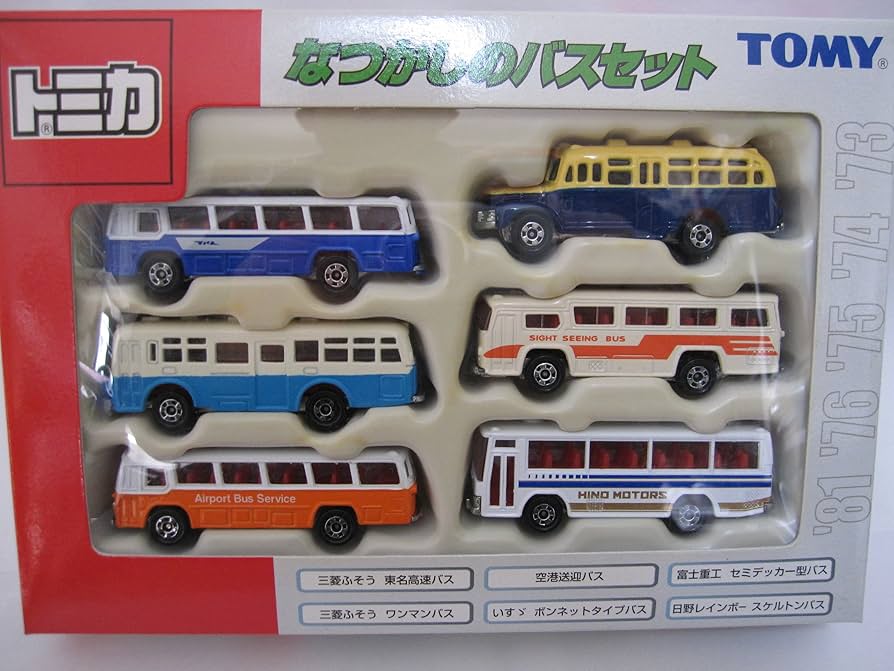 トミカ®
なつかしのバスセット
TOMY®
'81 '76 '75 '74 '73
SIGHT SEEING BUS
Airport Bus Service
HINO MOTORS
三菱ふそう 東名高速バス
空港送迎バス
富士重工 セミデッカー型バス
三菱ふそう ワンマンバス
いすゞ ボンネットタイプバス
日野レインボー スケルトンバス